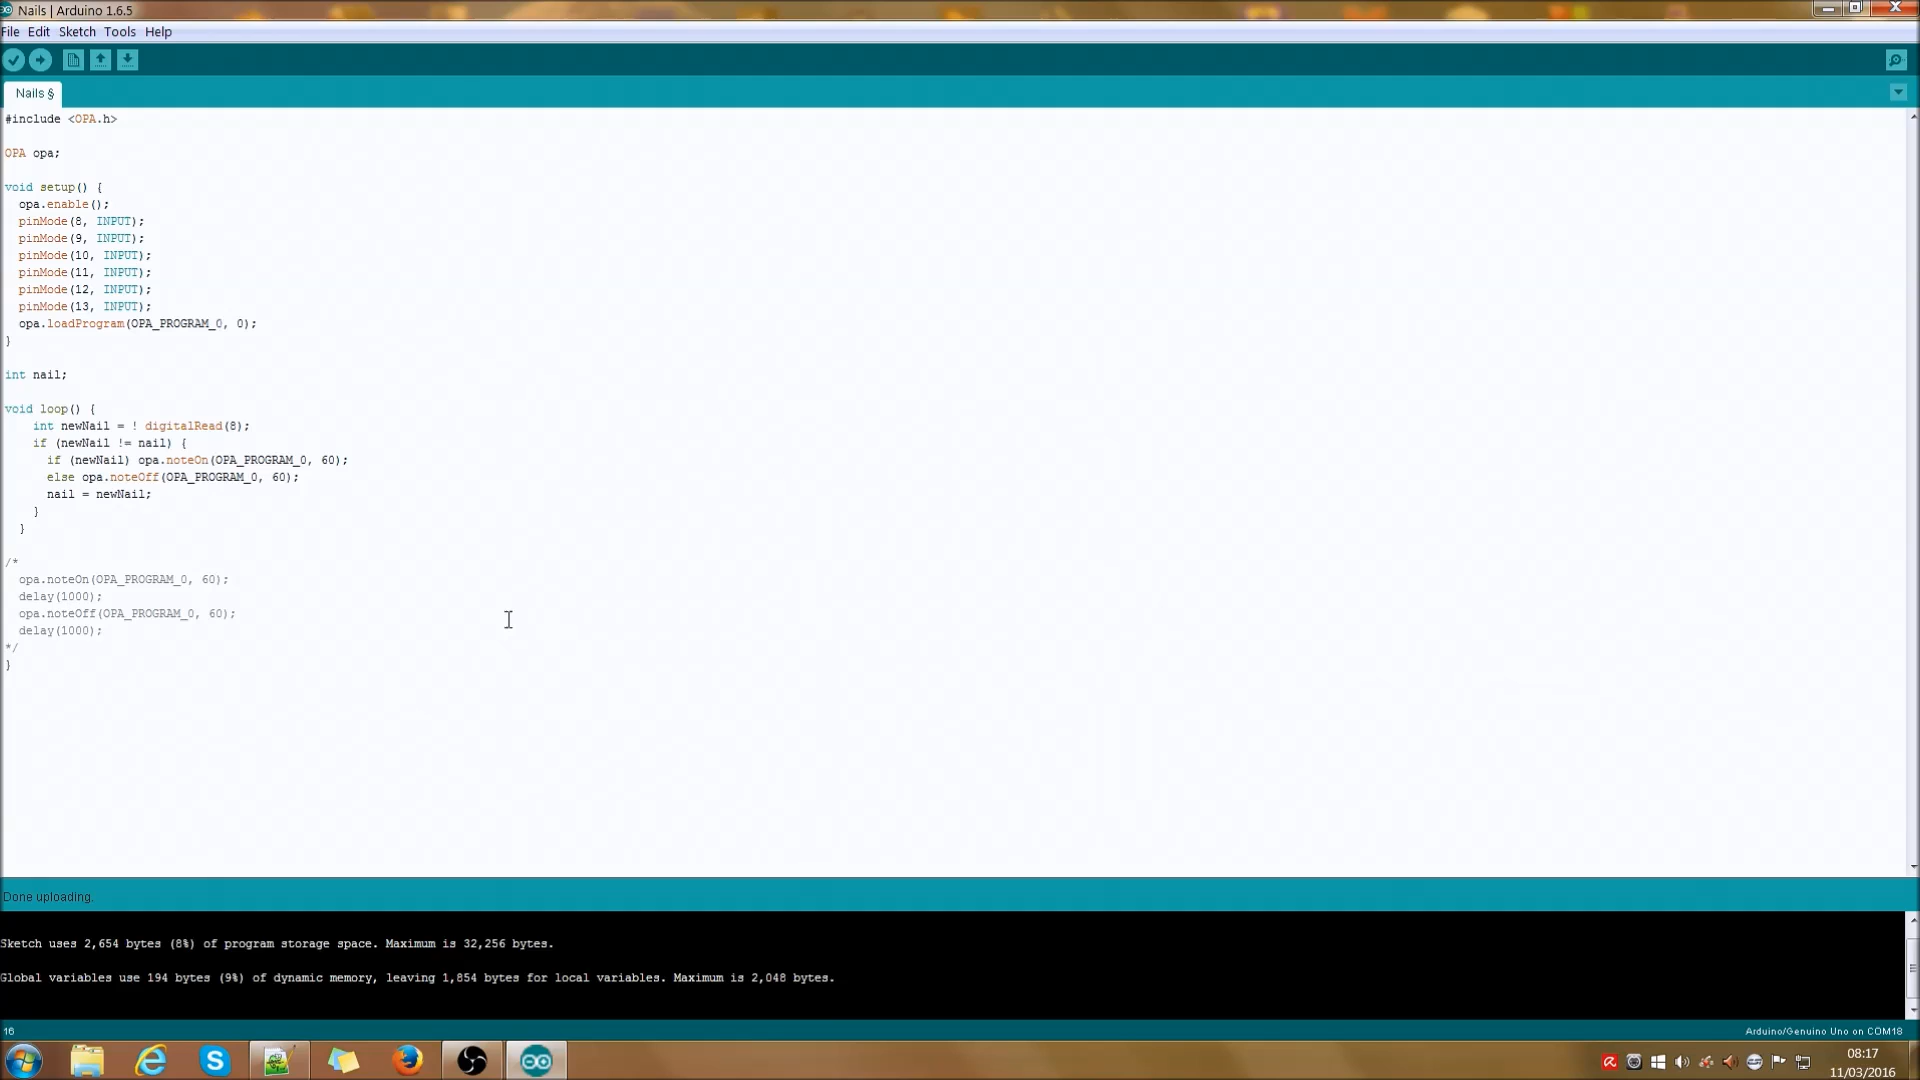 Nails | Arduino 1.6.5
File Edit Sketch Tools Help
Nails §
#include <OPA.h>
OPA opa;
void setup() {
  opa.enable();
  pinMode(8, INPUT);
  pinMode(9, INPUT);
  pinMode(10, INPUT);
  pinMode(11, INPUT);
  pinMode(12, INPUT);
  pinMode(13, INPUT);
  opa.loadProgram(OPA_PROGRAM_0, 0);
}
int nail;
void loop() {
    int newNail = ! digitalRead(8);
    if (newNail != nail) {
      if (newNail) opa.noteOn(OPA_PROGRAM_0, 60);
      else opa.noteOff(OPA_PROGRAM_0, 60);
      nail = newNail;
    }
  }
/*
  opa.noteOn(OPA_PROGRAM_0, 60);
  delay(1000);
  opa.noteOff(OPA_PROGRAM_0, 60);
  delay(1000);
*/
}
Done uploading.
Sketch uses 2,654 bytes (8%) of program storage space. Maximum is 32,256 bytes.
Global variables use 194 bytes (9%) of dynamic memory, leaving 1,854 bytes for local variables. Maximum is 2,048 bytes.
16
Arduino/Genuino Uno on COM18
08:17
11/03/2016